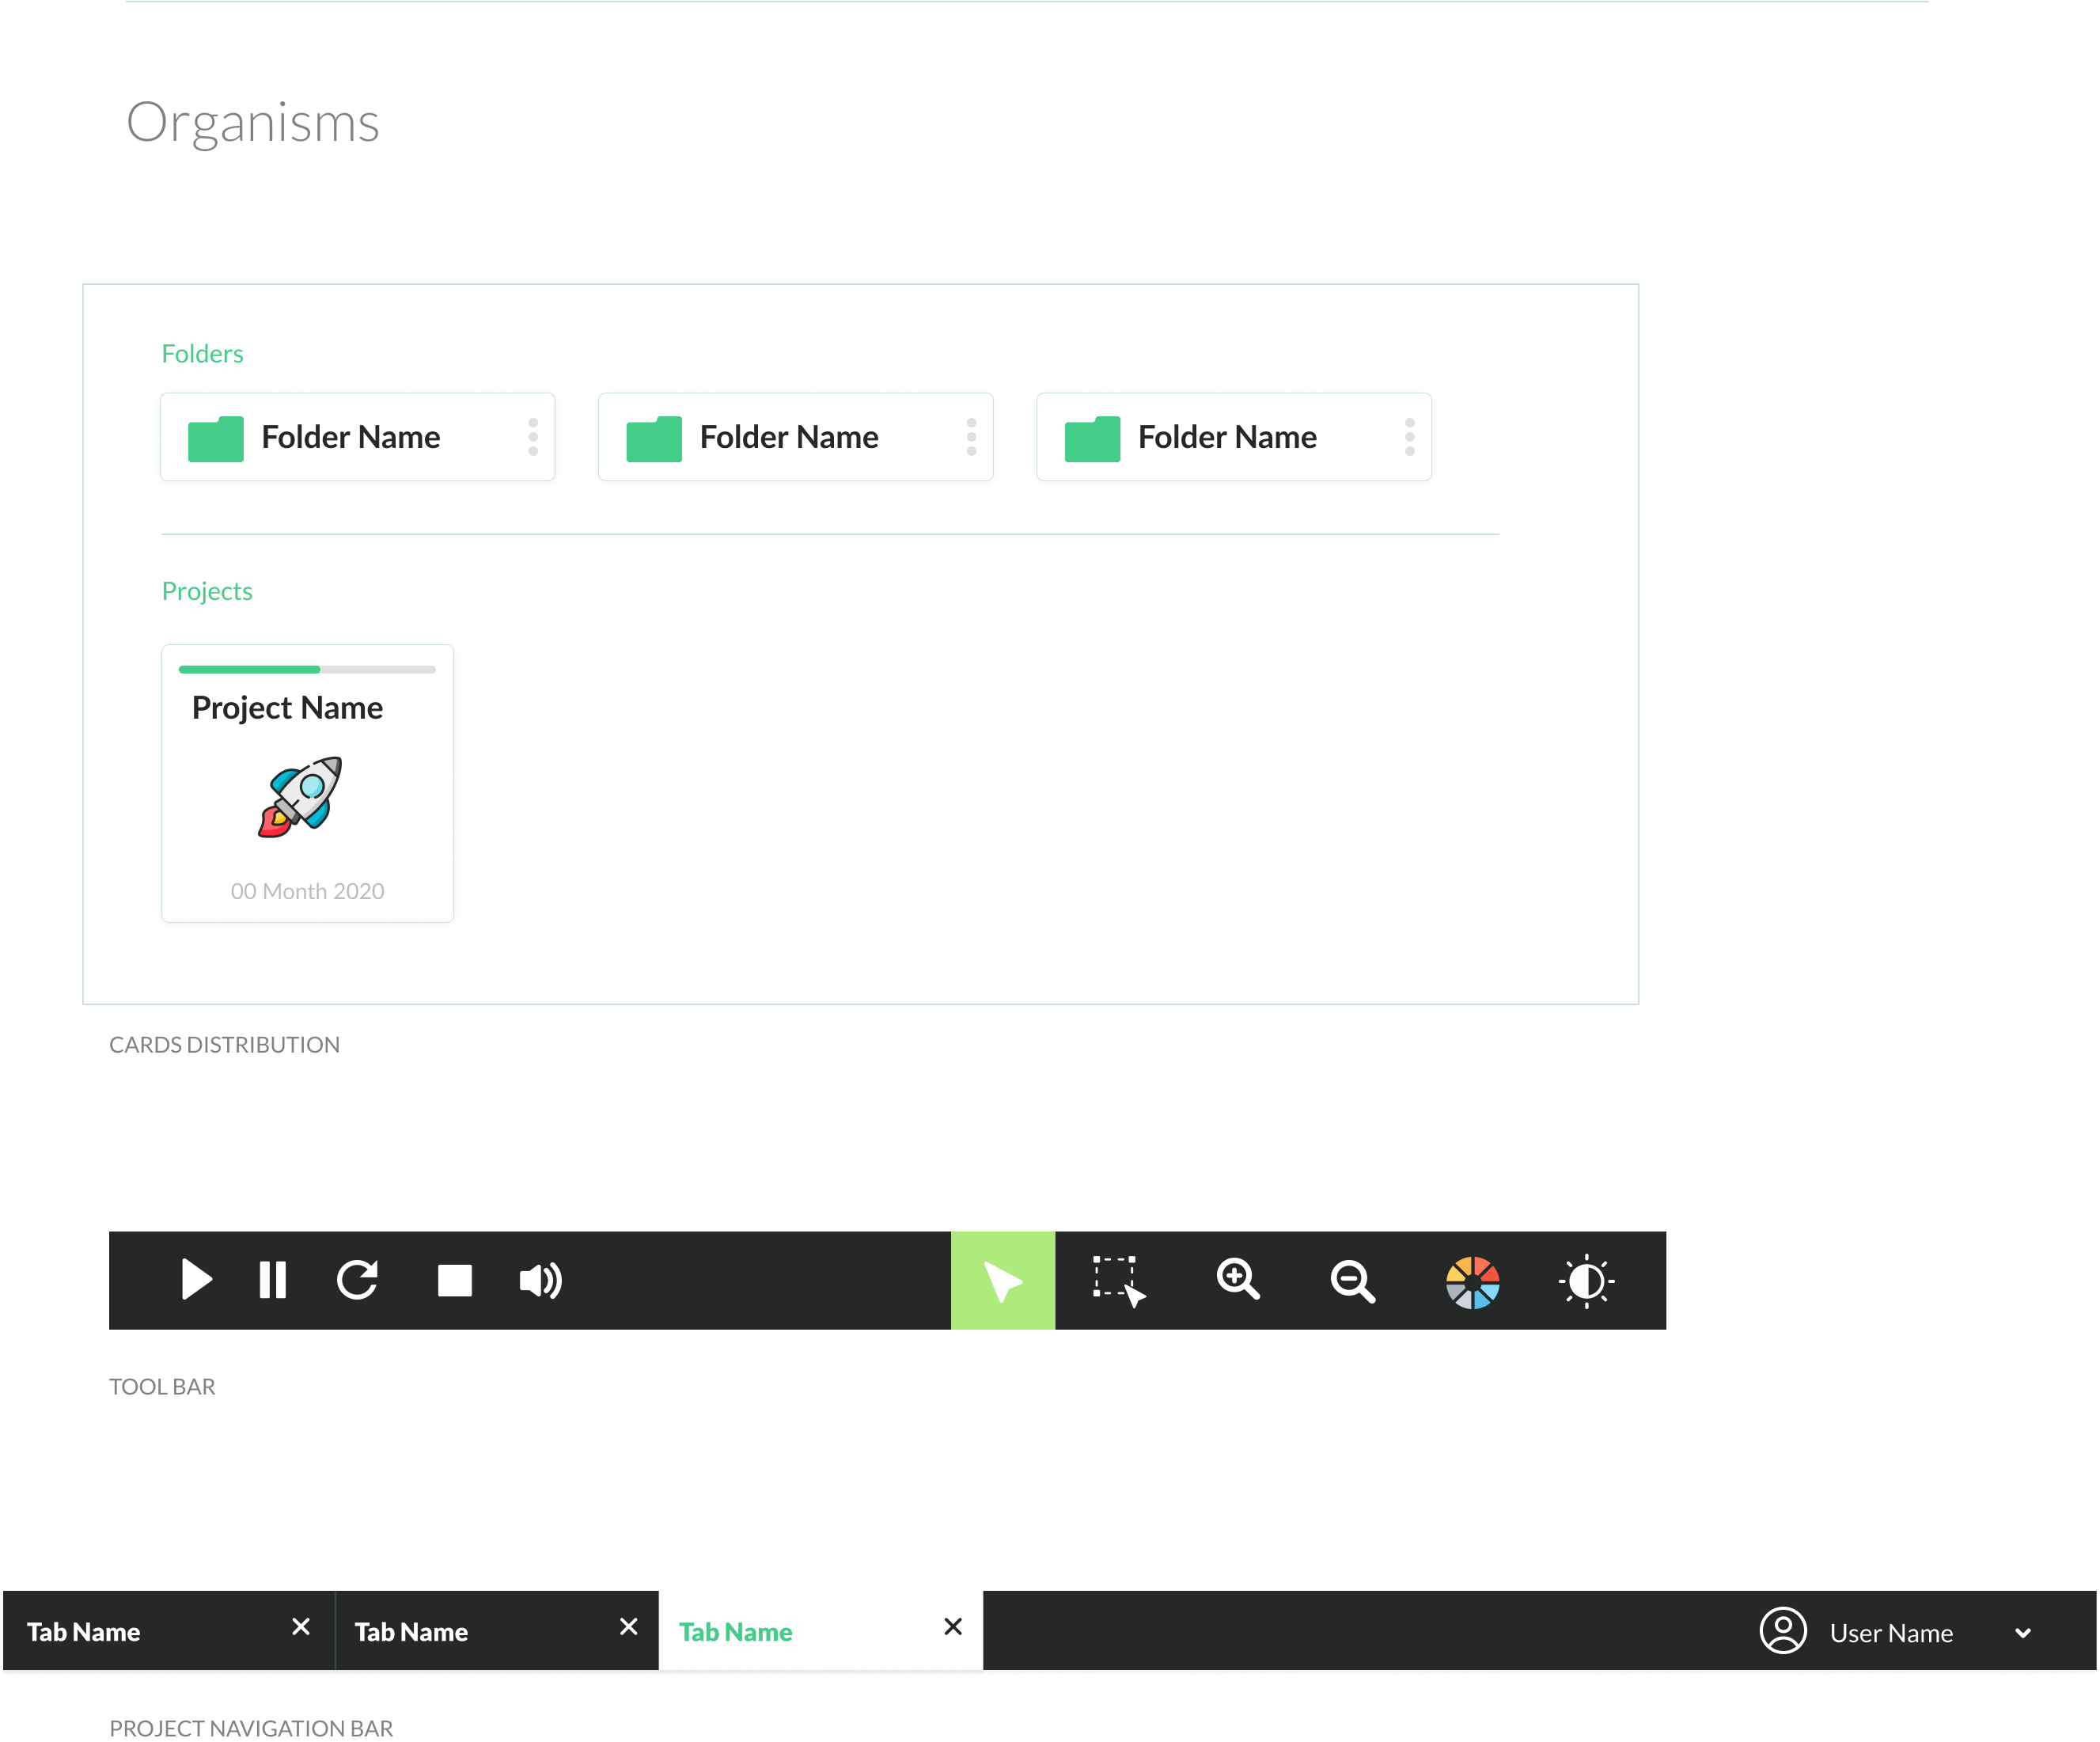 Organisms
Folders
Folder Name
Folder Name
Folder Name
Projects
Project Name
00 Month 2020
CARDS DISTRIBUTION
TOOL BAR
Tab Name
Tab Name
Tab Name
User Name
PROJECT NAVIGATION BAR